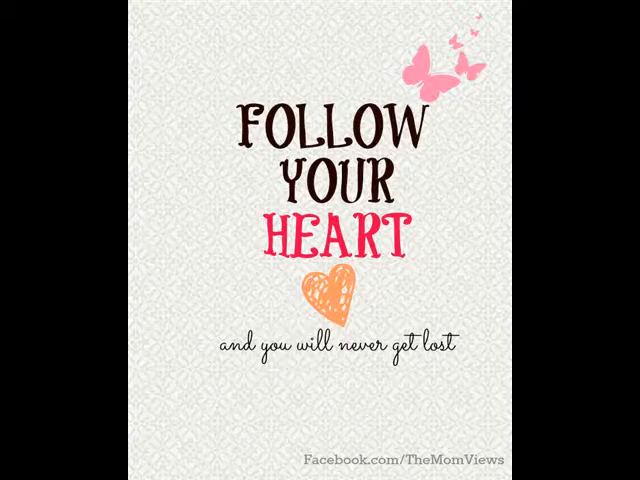 FOLLOW
YOUR
HEART
and you will never get lost
Facebook.com/TheMomViews